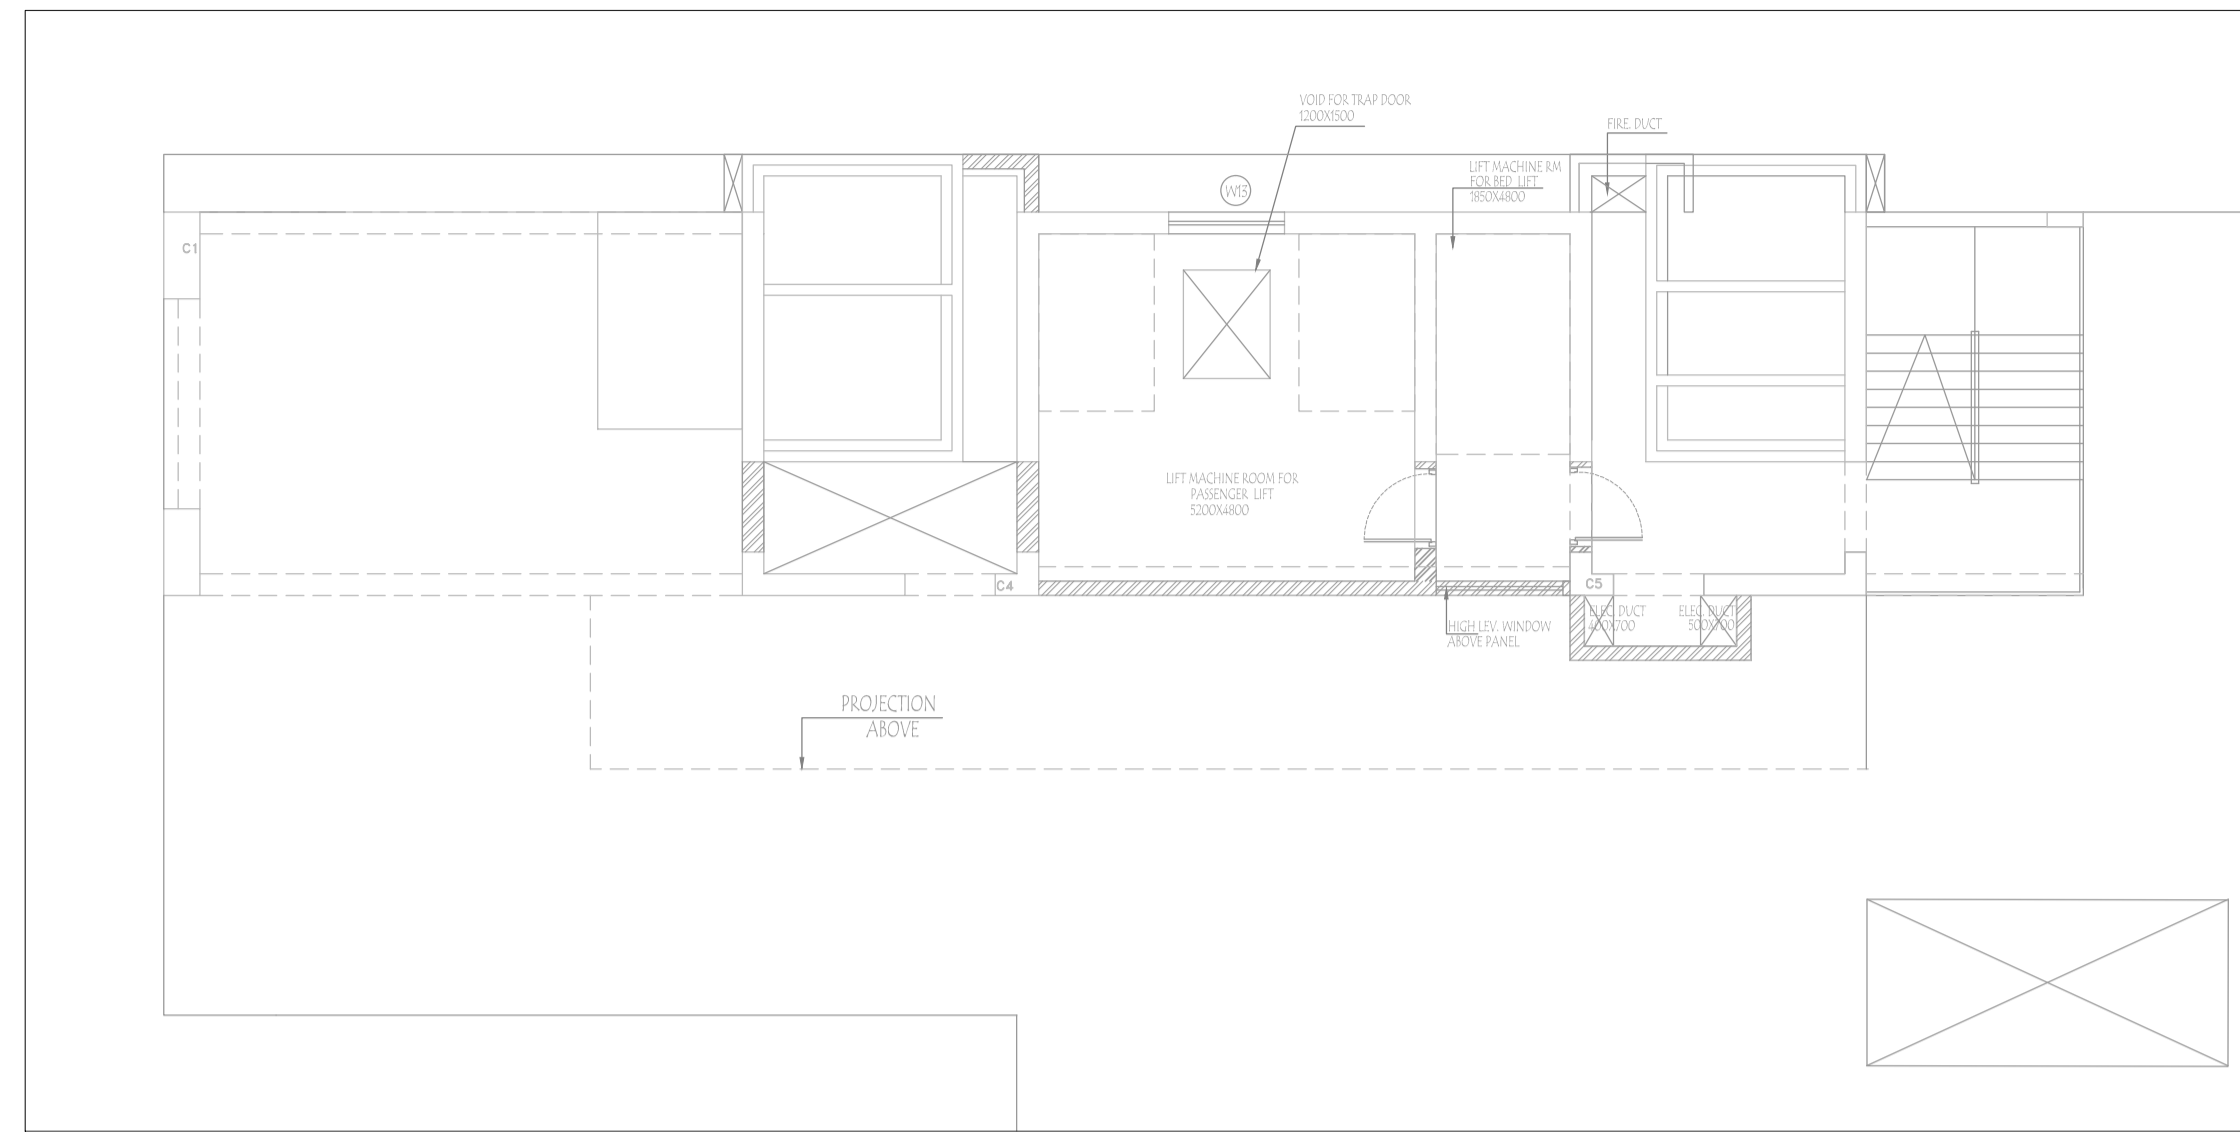 VOID FOR TRAP DOOR
1200X1500
FIRE. DUCT
LIFT MACHINE RM
FOR BED LIFT
1850X4800
W13
C1
LIFT MACHINE ROOM FOR
PASSENGER LIFT
5200X4800
C4
C5
ELEC. DUCT
400X700
ELEC. DUCT
500X700
HIGH LEV. WINDOW
ABOVE PANEL
PROJECTION
ABOVE